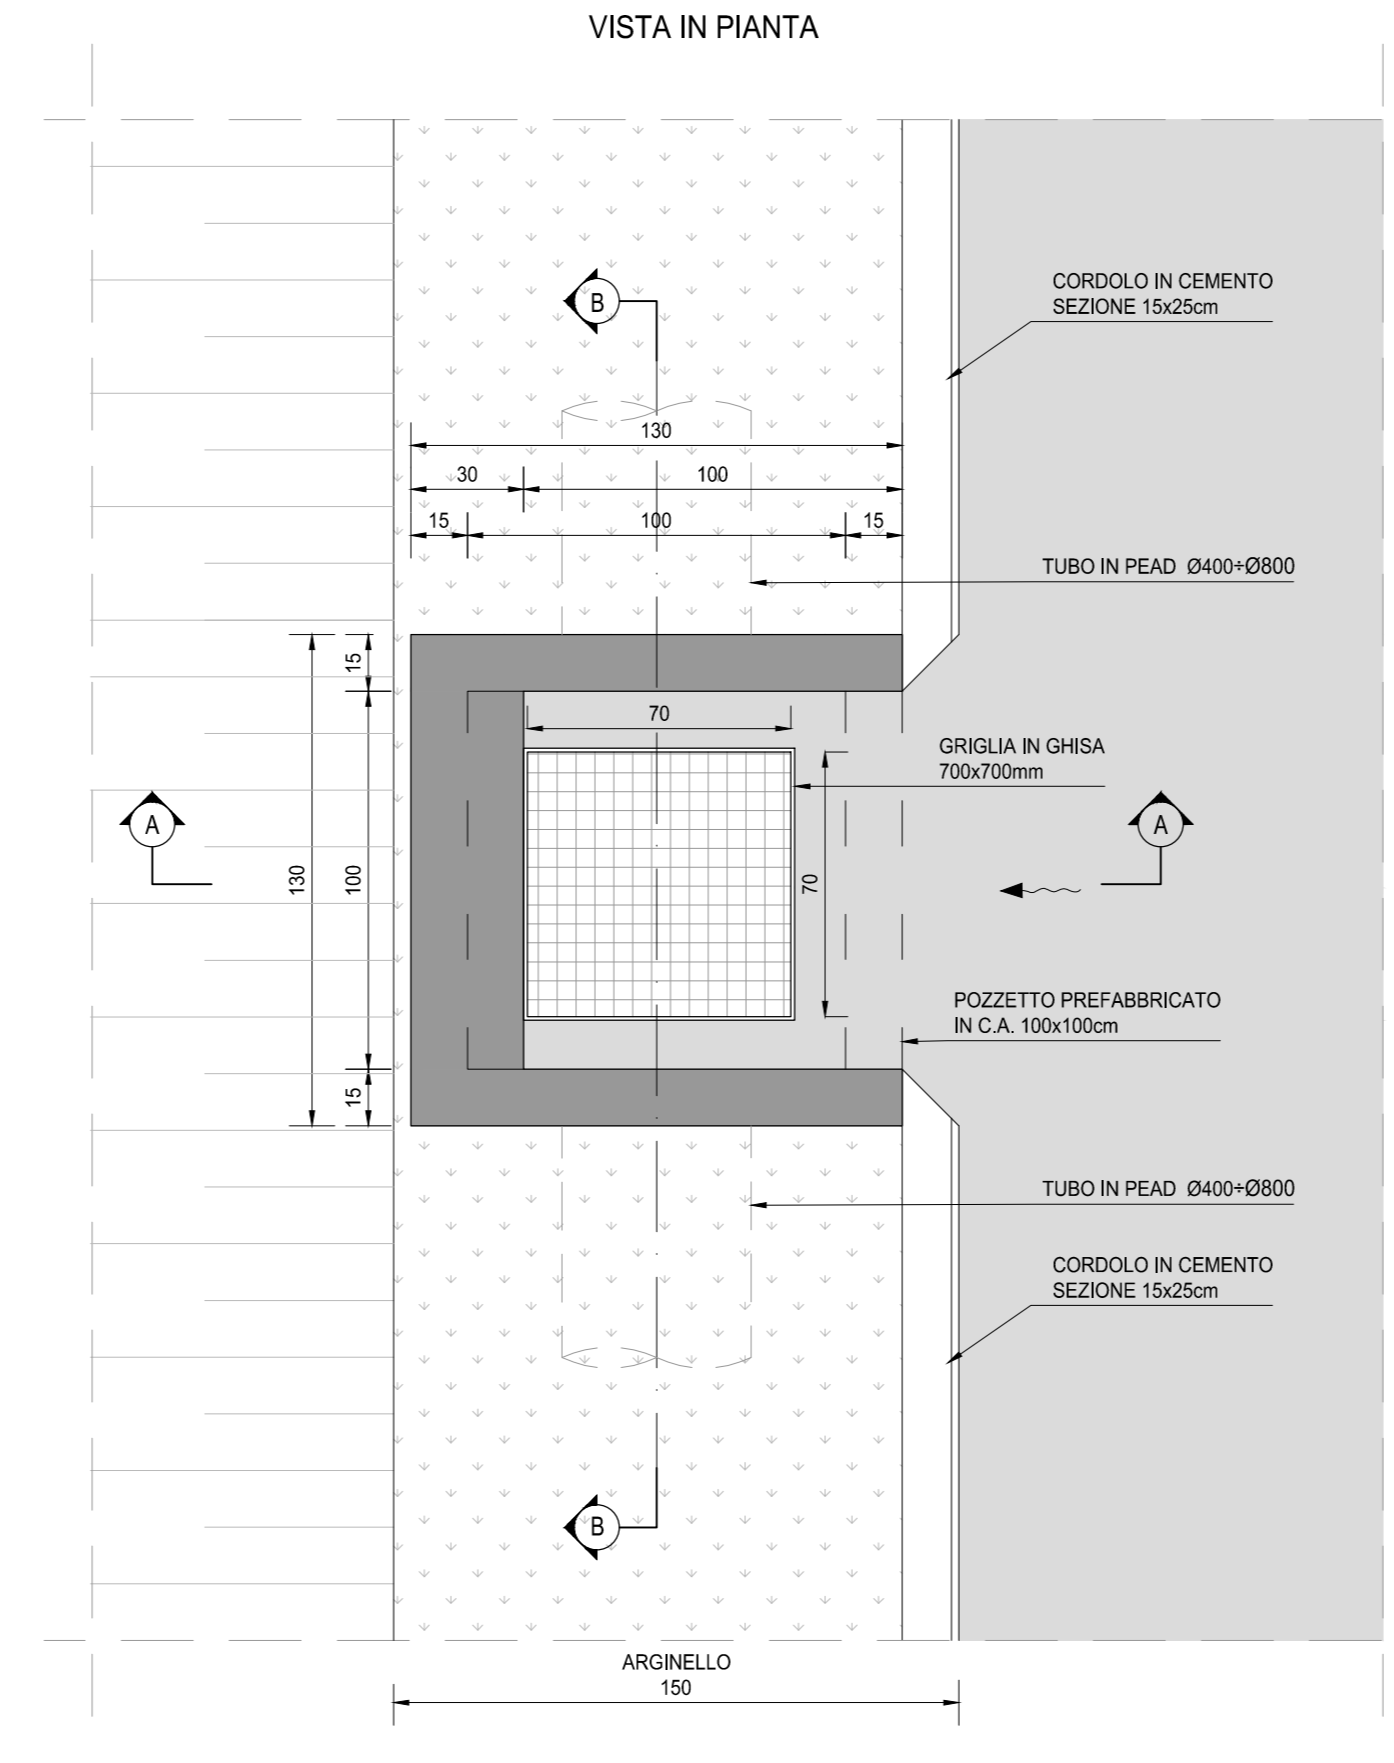 VISTA IN PIANTA
B
CORDOLO IN CEMENTO
SEZIONE 15x25cm
130
30
100
15
100
15
TUBO IN PEAD Ø400÷Ø800
15
70
GRIGLIA IN GHISA
700x700mm
A
A
130
100
70
POZZETTO PREFABBRICATO
IN C.A. 100x100cm
15
TUBO IN PEAD Ø400÷Ø800
CORDOLO IN CEMENTO
SEZIONE 15x25cm
B
ARGINELLO
150